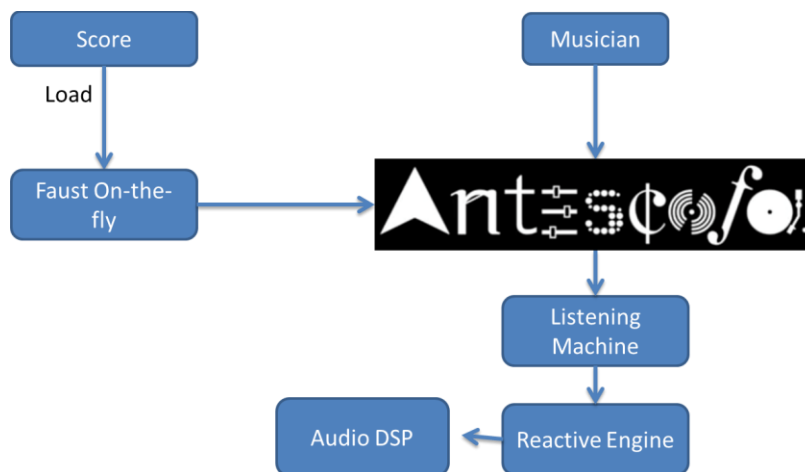 Score
Musician
Load
Faust On-the-
fly
Antescofo
Listening
Machine
Audio DSP
Reactive Engine